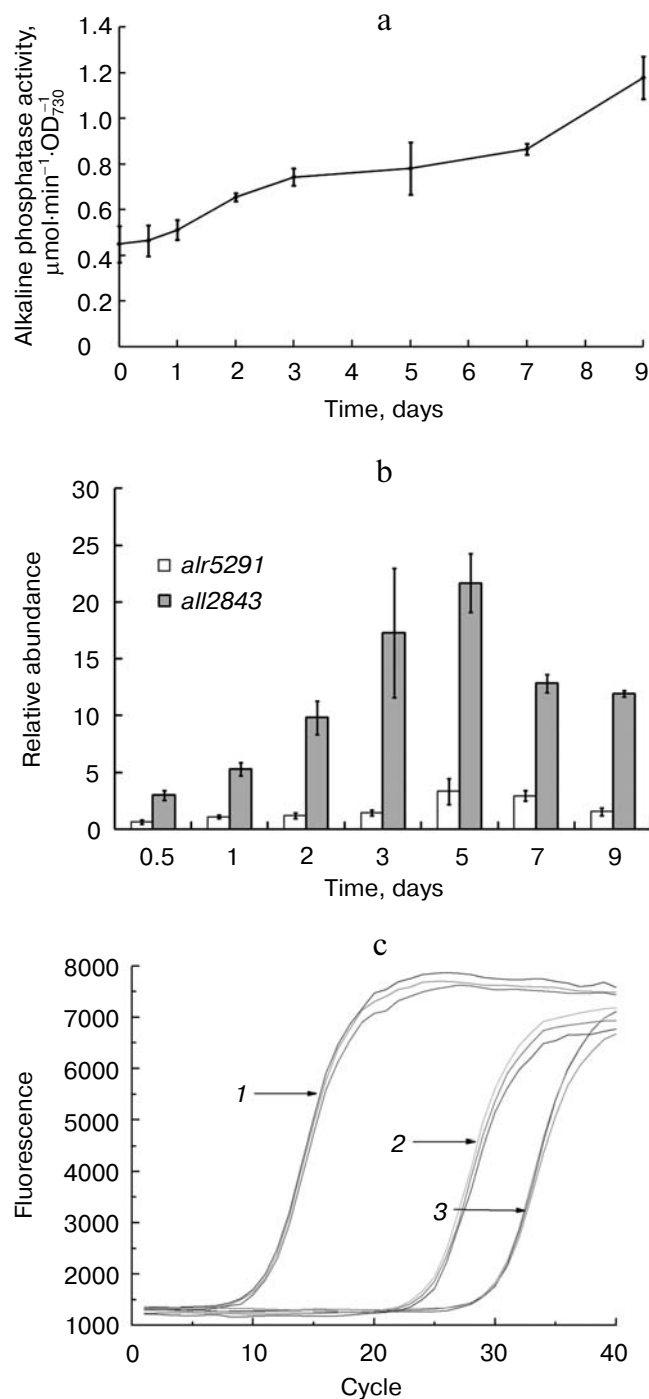 a
Alkaline phosphatase activity,
μmol·min⁻¹·OD₇₃₀⁻¹
1.4
1.2
1.0
0.8
0.6
0.4
0.2
0
0 1 2 3 4 5 6 7 8 9
Time, days
b
Relative abundance
30
25
20
15
10
5
0
alr5291
all2843
0.5 1 2 3 5 7 9
Time, days
c
Fluorescence
8000
7000
6000
5000
4000
3000
2000
1000
1
2
3
0 10 20 30 40
Cycle